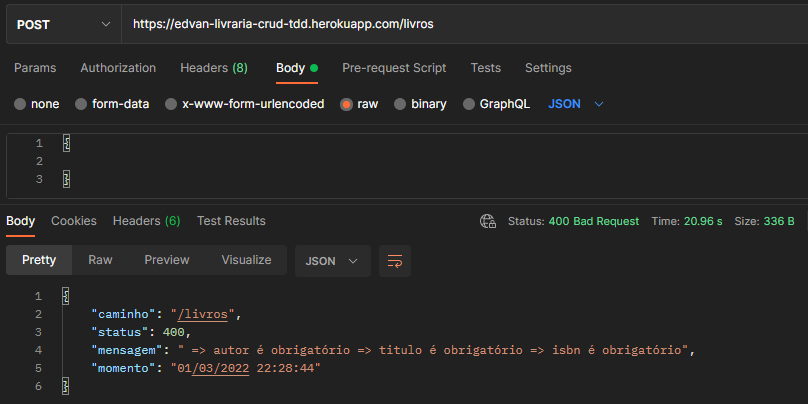 POST https://edvan-livraria-crud-tdd.herokuapp.com/livros
Params Authorization Headers (8) Body Pre-request Script Tests Settings
none form-data x-www-form-urlencoded raw binary GraphQL JSON
1 {
2
3 }
Body Cookies Headers (6) Test Results Status: 400 Bad Request Time: 20.96 s Size: 336 B
Pretty Raw Preview Visualize JSON
1 {
2 "caminho": "/livros",
3 "status": 400,
4 "mensagem": " => autor é obrigatório => titulo é obrigatório => isbn é obrigatório",
5 "momento": "01/03/2022 22:28:44"
6 }